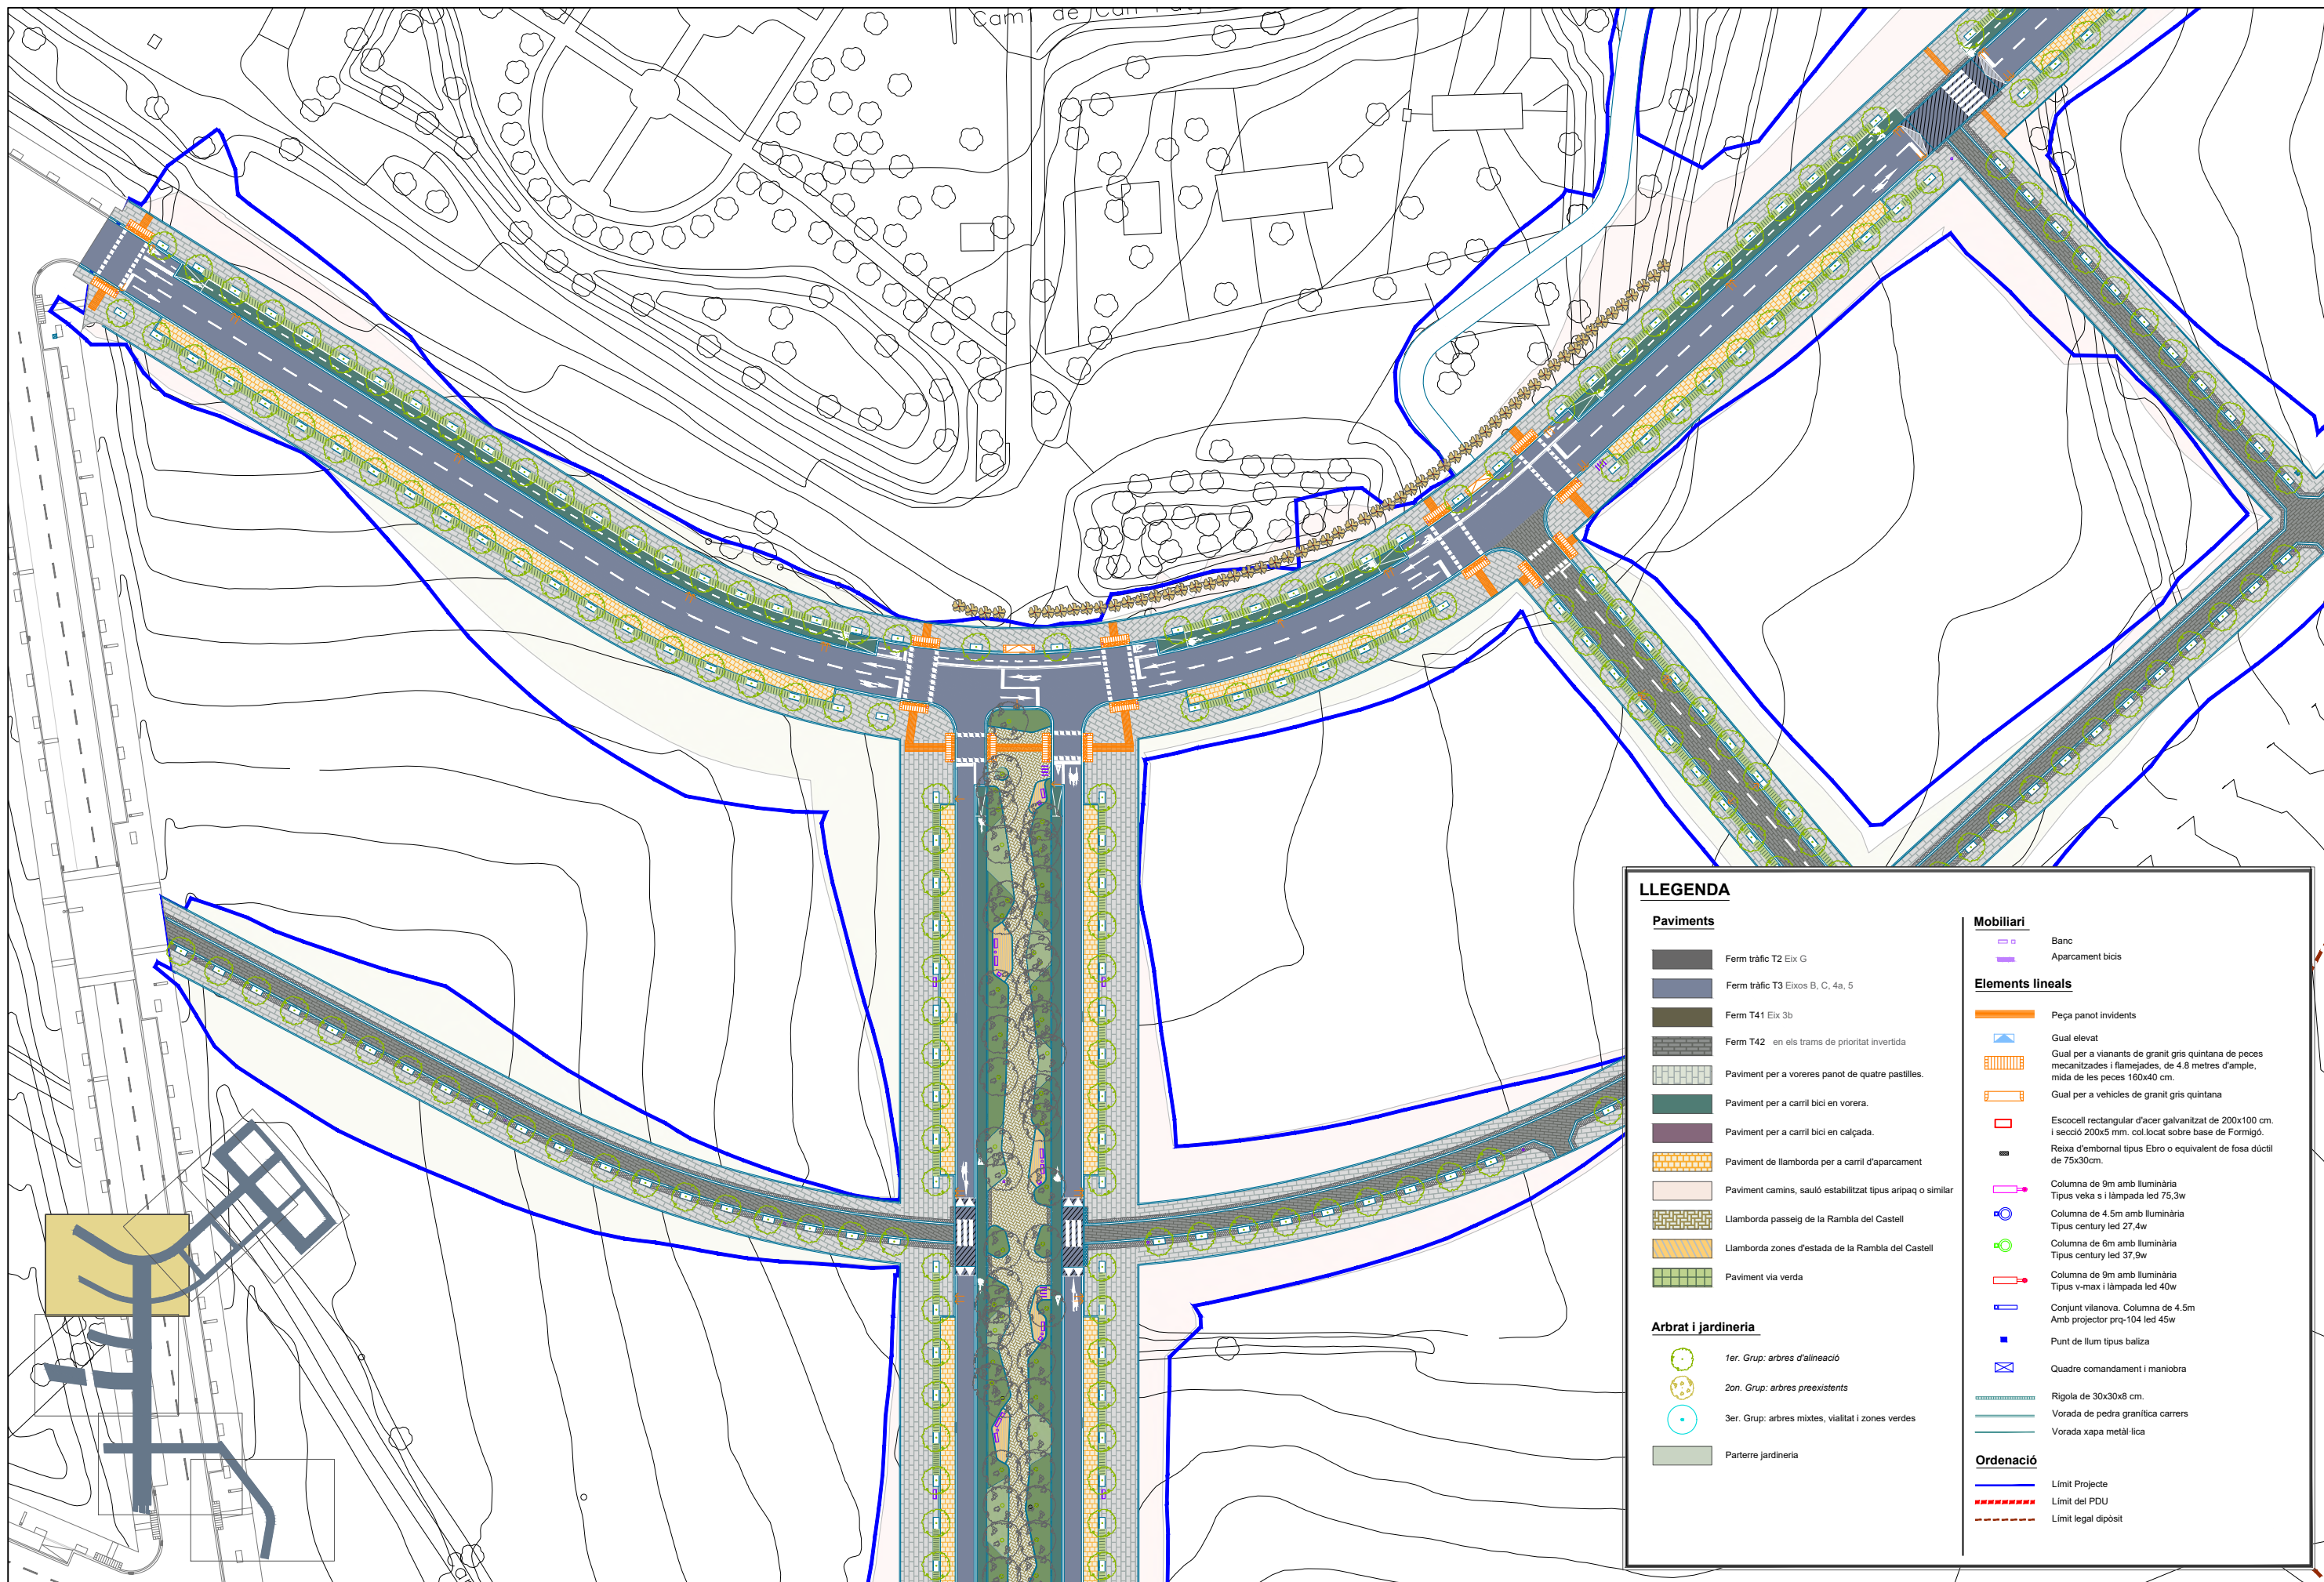 Camí de Can
LLEGENDA
Paviments
Ferm tràfic T2 Eix G
Ferm tràfic T3 Eixos B, C, 4a, 5
Ferm T41 Eix 3b
Ferm T42 en els trams de prioritat invertida
Paviment per a voreres panot de quatre pastilles.
Paviment per a carril bici en vorera.
Paviment per a carril bici en calçada.
Paviment de llamborda per a carril d'aparcament
Paviment camins, sauló estabilitzat tipus aripaq o similar
Llamborda passeig de la Rambla del Castell
Llamborda zones d'estada de la Rambla del Castell
Paviment via verda
Arbrat i jardineria
1er. Grup: arbres d'alineació
2on. Grup: arbres preexistents
3er. Grup: arbres mixtes, vialitat i zones verdes
Parterre jardineria
Mobiliari
Banc
Aparcament bicis
Elements lineals
Peça panot invidents
Gual elevat
Gual per a vianants de granit gris quintana de peces
mecanitzades i flamejades, de 4.8 metres d'ample,
mida de les peces 160x40 cm.
Gual per a vehicles de granit gris quintana
Escocell rectangular d'acer galvanitzat de 200x100 cm.
i secció 200x5 mm. col.locat sobre base de Formigó.
Reixa d'embornal tipus Ebro o equivalent de fosa dúctil
de 75x30cm.
Columna de 9m amb lluminària
Tipus veka s i làmpada led 75,3w
Columna de 4.5m amb lluminària
Tipus century led 27,4w
Columna de 6m amb lluminària
Tipus century led 37,9w
Columna de 9m amb lluminària
Tipus v-max i làmpada led 40w
Conjunt vilanova. Columna de 4.5m
Amb projector prq-104 led 45w
Punt de llum tipus baliza
Quadre comandament i maniobra
Rigola de 30x30x8 cm.
Vorada de pedra granítica carrers
Vorada xapa metàl·lica
Ordenació
Límit Projecte
Límit del PDU
Límit legal dipòsit